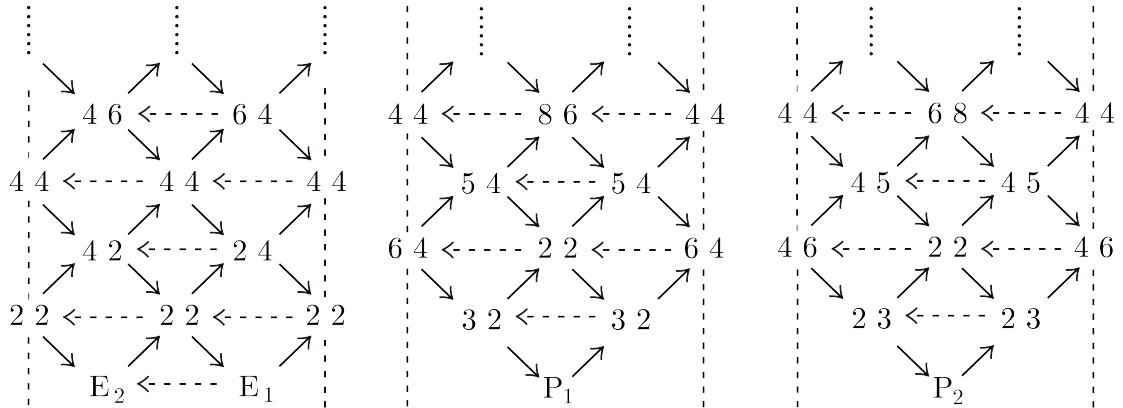 4 6 6 4 4 4 8 6 4 4 4 4 6 8 4 4
4 4 4 4 4 4 5 4 5 4 4 5 4 5
4 2 2 4 6 4 2 2 6 4 4 6 2 2 4 6
2 2 2 2 2 2 3 2 3 2 2 3 2 3
E2 E1 P1 P2